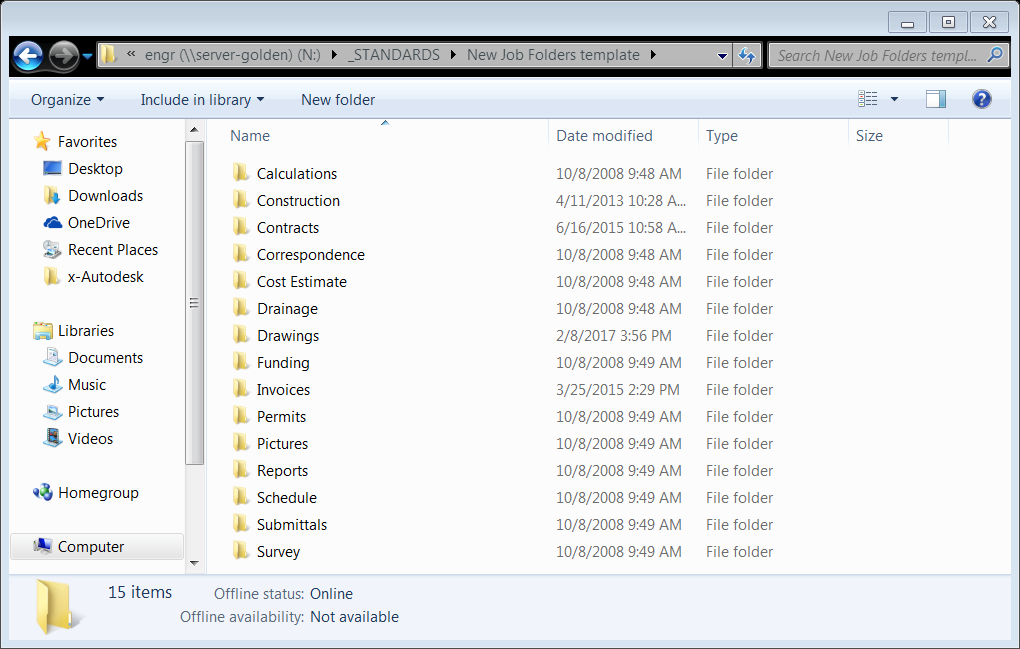 « engr (\\server-golden) (N:) ▸ _STANDARDS ▸ New Job Folders template ▸ Search New Job Folders templ...
Organize Include in library New folder
Name Date modified Type Size
Favorites
Desktop
Downloads
OneDrive
Recent Places
x-Autodesk
Libraries
Documents
Music
Pictures
Videos
Homegroup
Computer
Calculations 10/8/2008 9:48 AM File folder
Construction 4/11/2013 10:28 A... File folder
Contracts 6/16/2015 10:58 A... File folder
Correspondence 10/8/2008 9:48 AM File folder
Cost Estimate 10/8/2008 9:48 AM File folder
Drainage 10/8/2008 9:48 AM File folder
Drawings 2/8/2017 3:56 PM File folder
Funding 10/8/2008 9:49 AM File folder
Invoices 3/25/2015 2:29 PM File folder
Permits 10/8/2008 9:49 AM File folder
Pictures 10/8/2008 9:49 AM File folder
Reports 10/8/2008 9:49 AM File folder
Schedule 10/8/2008 9:49 AM File folder
Submittals 10/8/2008 9:49 AM File folder
Survey 10/8/2008 9:49 AM File folder
15 items Offline status: Online
Offline availability: Not available